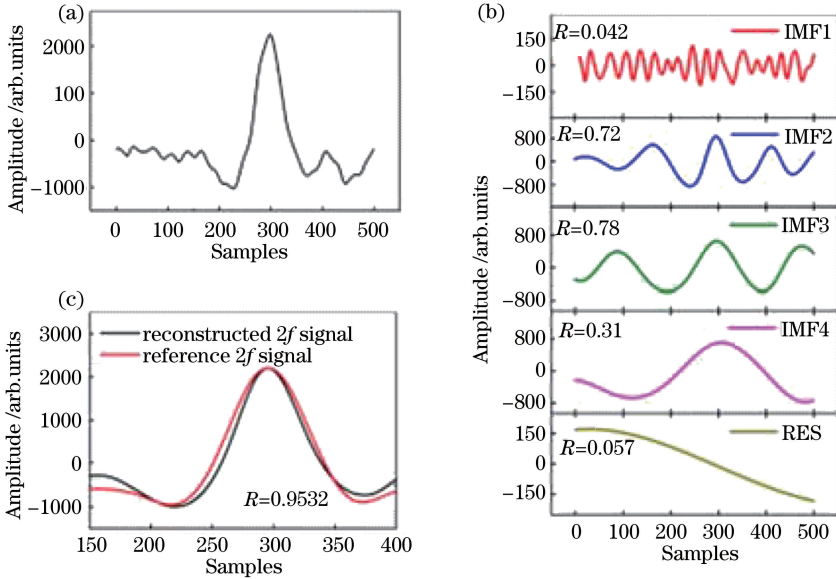 (a)
Amplitude /arb.units
2000
100
0
−1000
0 100 200 300 400 500
Samples
(b)
Amplitude /arb.units
R=0.042
IMF1
150
0
−150
R=0.72
IMF2
800
0
−800
R=0.78
IMF3
800
0
−800
R=0.31
IMF4
800
0
−800
R=0.057
RES
150
0
−150
0 100 200 300 400 500
Samples
(c)
Amplitude /arb.units
reconstructed 2f signal
reference 2f signal
3000
2000
1000
0
−1000
R=0.9532
150 200 250 300 350 400
Samples